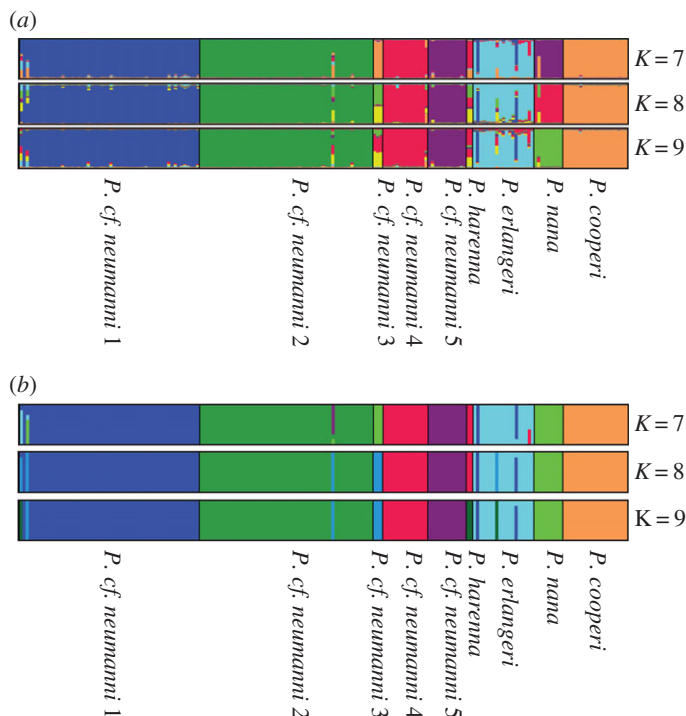 (a)
K = 7
K = 8
K = 9
P. cf. neumanni 1
P. cf. neumanni 2
P. cf. neumanni 3
P. cf. neumanni 4
P. cf. neumanni 5
P. harenna
P. erlangeri
P. nana
P. cooperi
(b)
K = 7
K = 8
K = 9
P. cf. neumanni 1
P. cf. neumanni 2
P. cf. neumanni 3
P. cf. neumanni 4
P. cf. neumanni 5
P. harenna
P. erlangeri
P. nana
P. cooperi